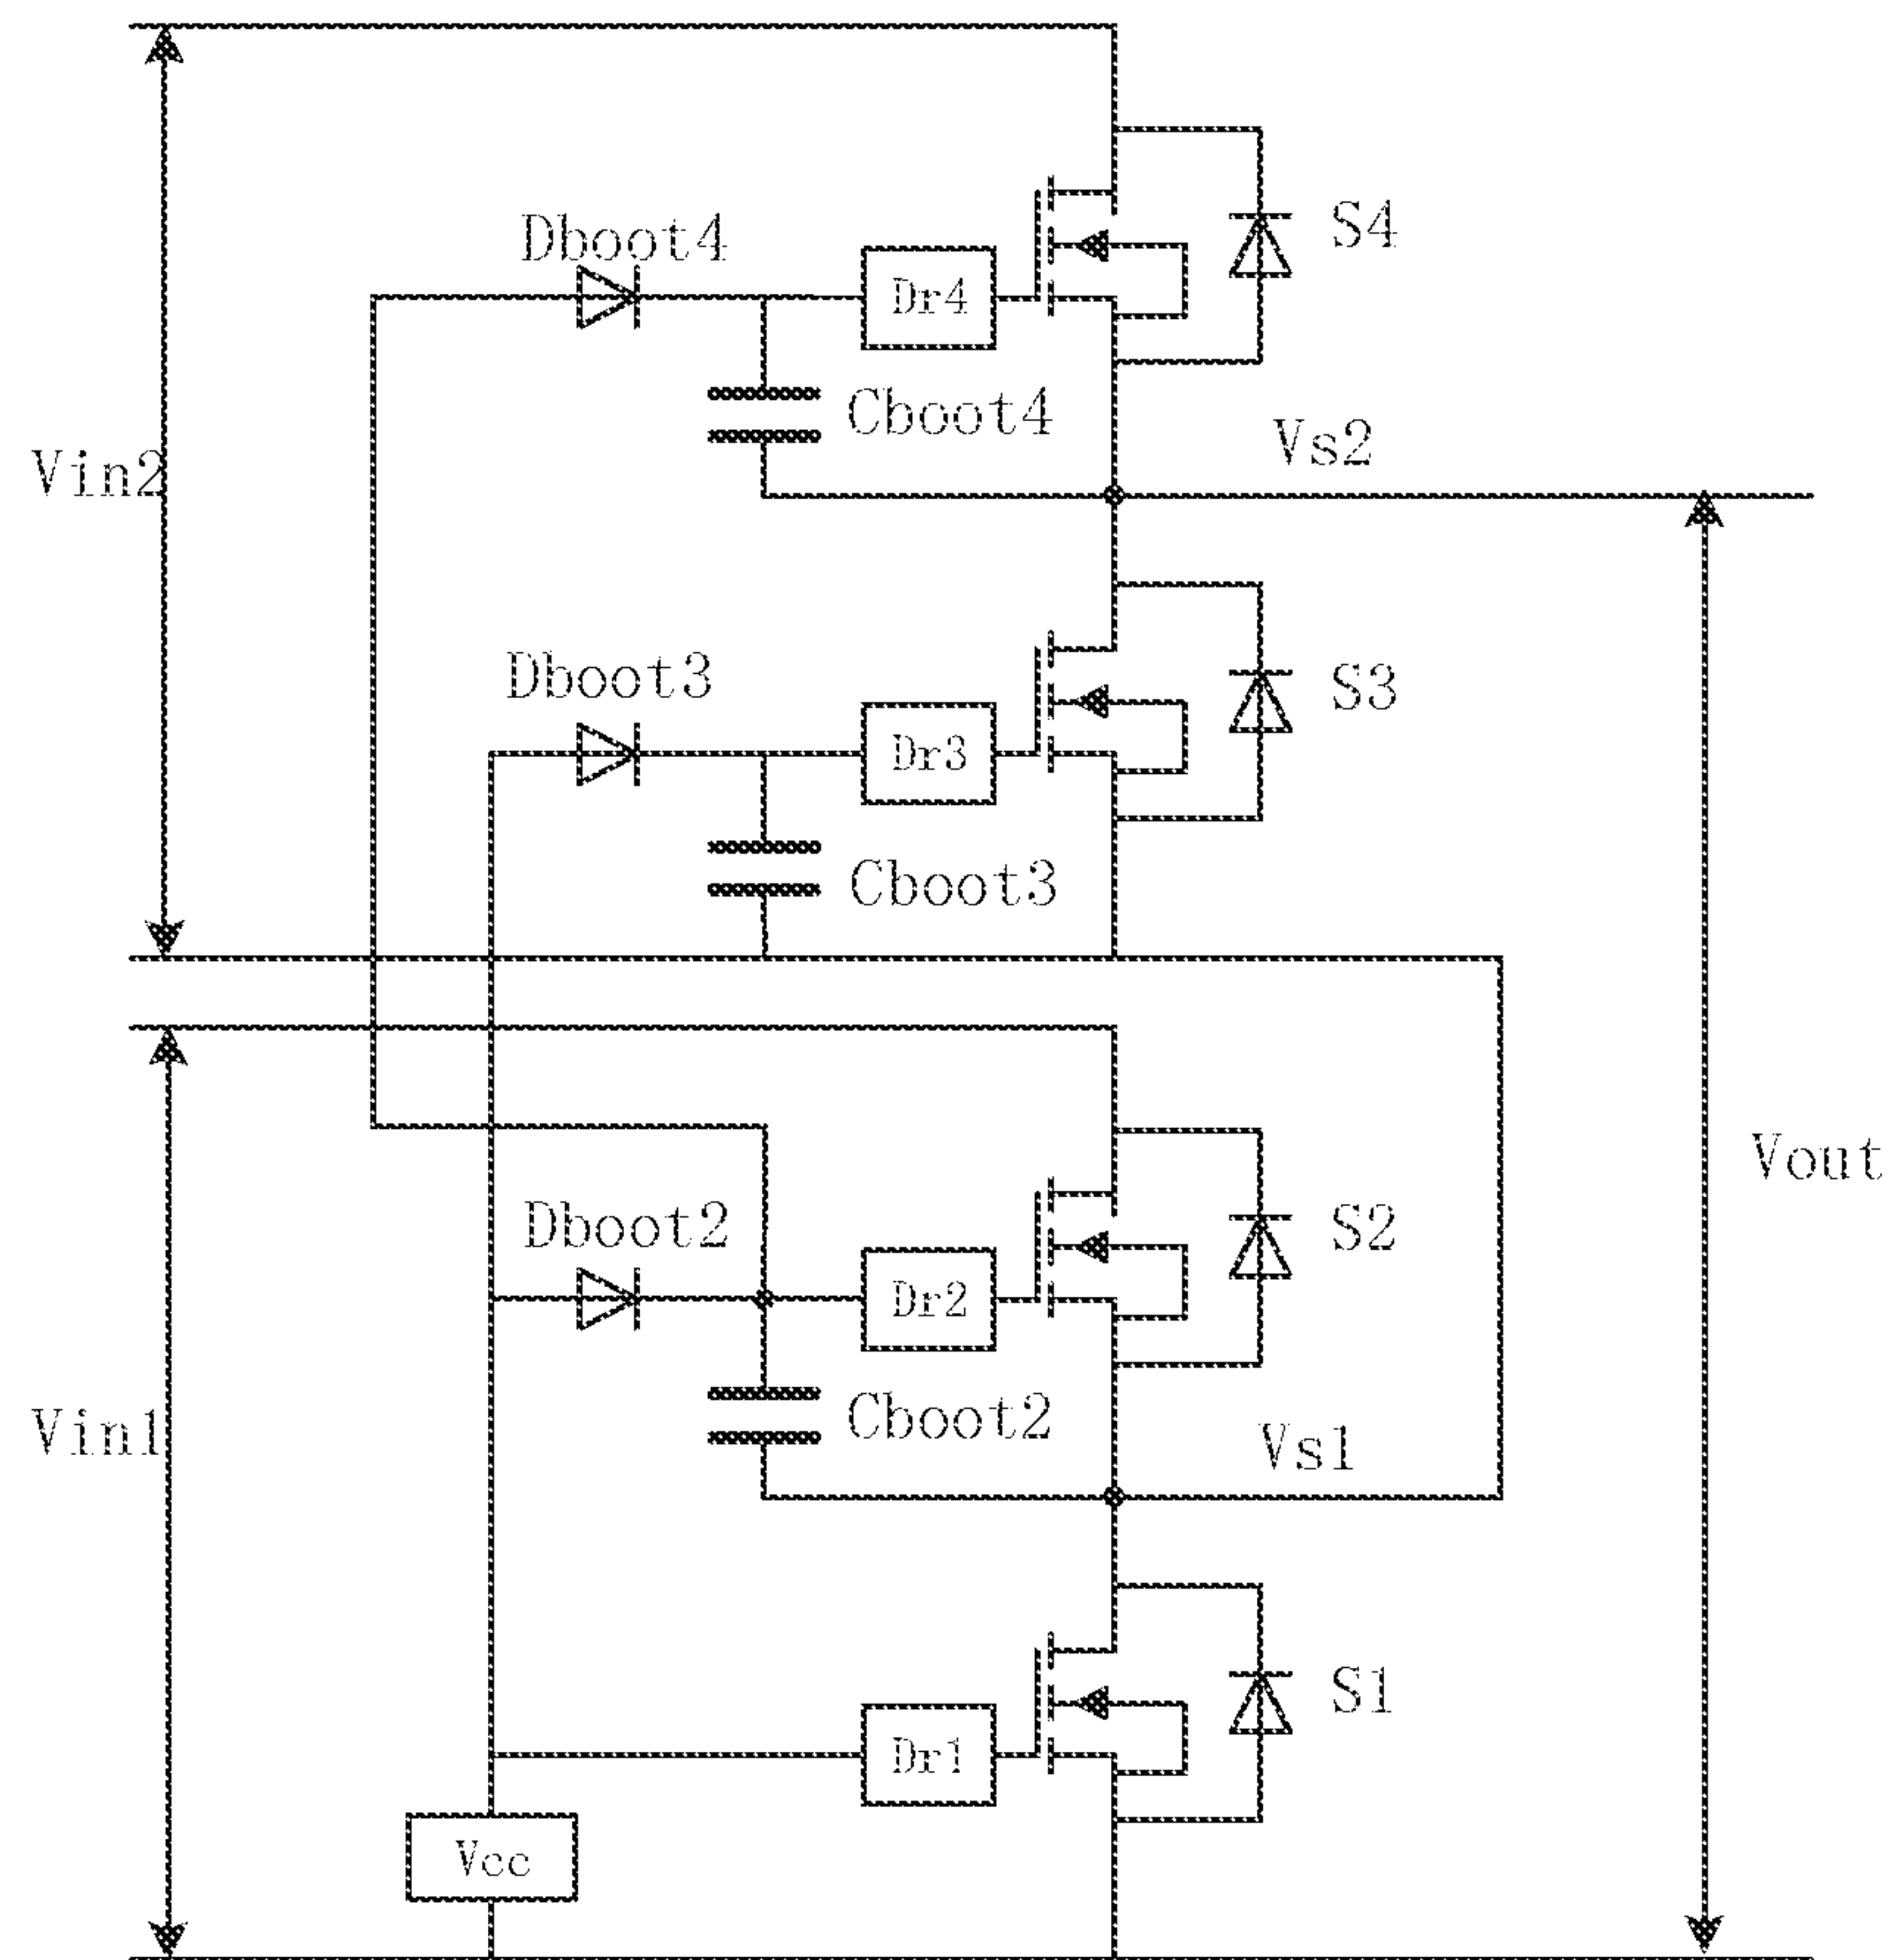 Dboot4
Dr4
S4
Cboot4
Vs2
Vin2
Dboot3
Dr3
S3
Cboot3
Vout
Dboot2
Dr2
S2
Cboot2
Vs1
Vin1
Dr1
S1
Vcc